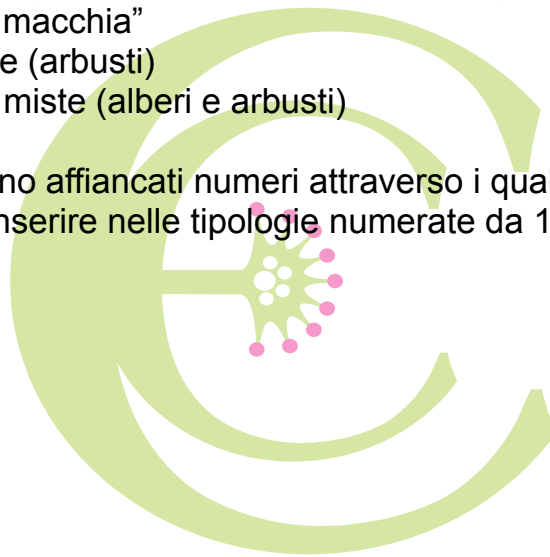 macchia”
e (arbusti)
miste (alberi e arbusti)
no affiancati numeri attraverso i qual
nserire nelle tipologie numerate da 1